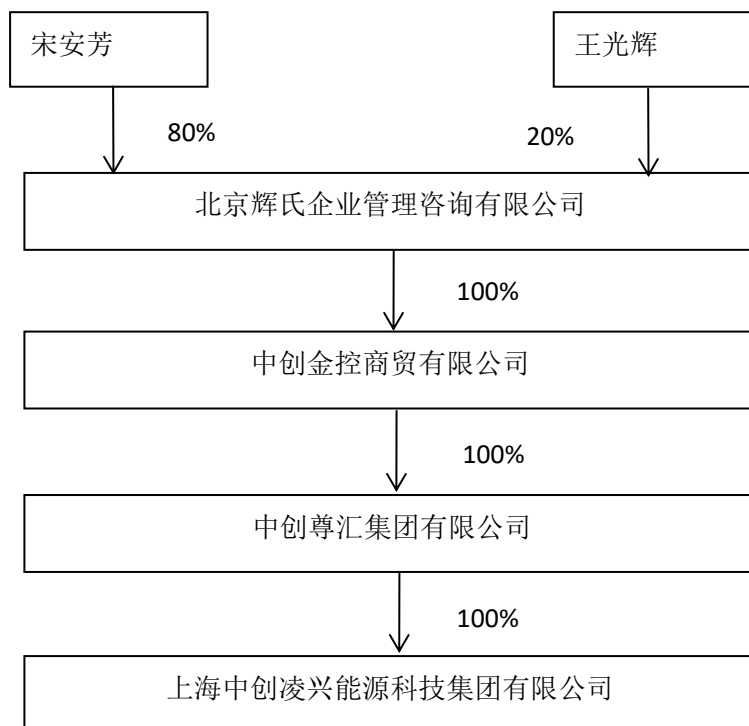 宋安芳
王光辉
80%
20%
北京辉氏企业管理咨询有限公司
100%
中创金控商贸有限公司
100%
中创尊汇集团有限公司
100%
上海中创凌兴能源科技集团有限公司